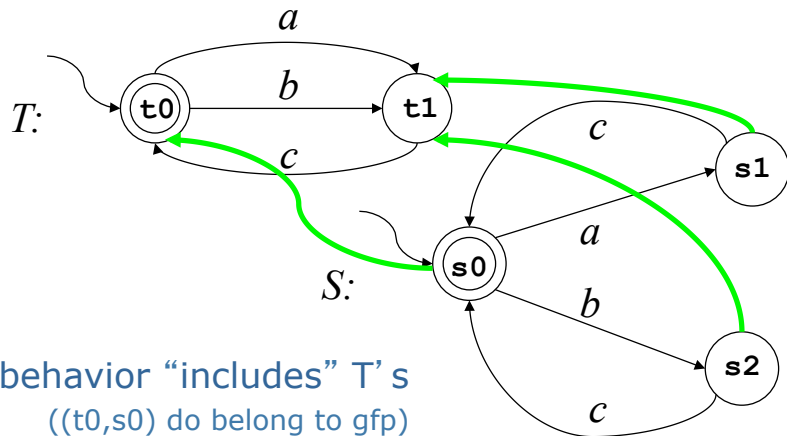 a
T:
t0
b
t1
c
c
s1
a
S:
s0
b
s2
c
behavior “includes” T’s
((t0,s0) do belong to gfp)